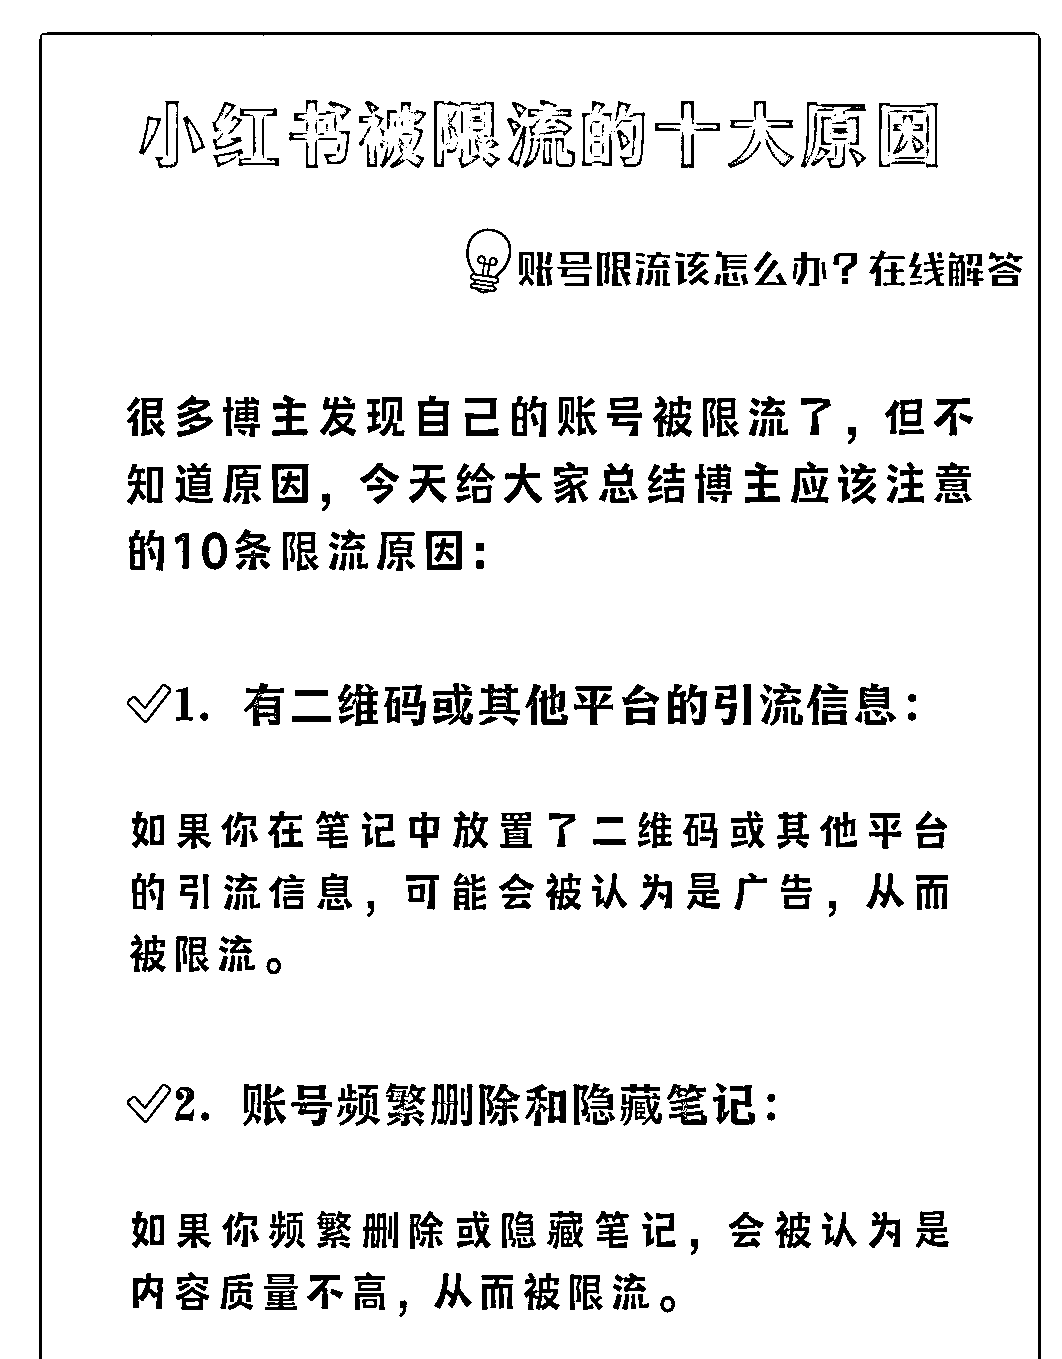 小红书被限流的十大原因
账号限流该怎么办？在线解答
很多博主发现自己的账号被限流了，但不
知道原因，今天给大家总结博主应该注意
的10条限流原因：
✓1. 有二维码或其他平台的引流信息：
如果你在笔记中放置了二维码或其他平台
的引流信息，可能会被认为是广告，从而
被限流。
✓2. 账号频繁删除和隐藏笔记：
如果你频繁删除或隐藏笔记，会被认为是
内容质量不高，从而被限流。